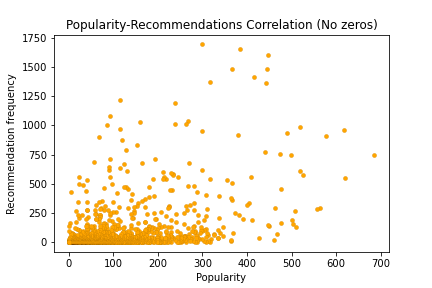 Popularity-Recommendations Correlation (No zeros)
1750
1500
1250
1000
750
500
250
0
Recommendation frequency
0 100 200 300 400 500 600 700
Popularity